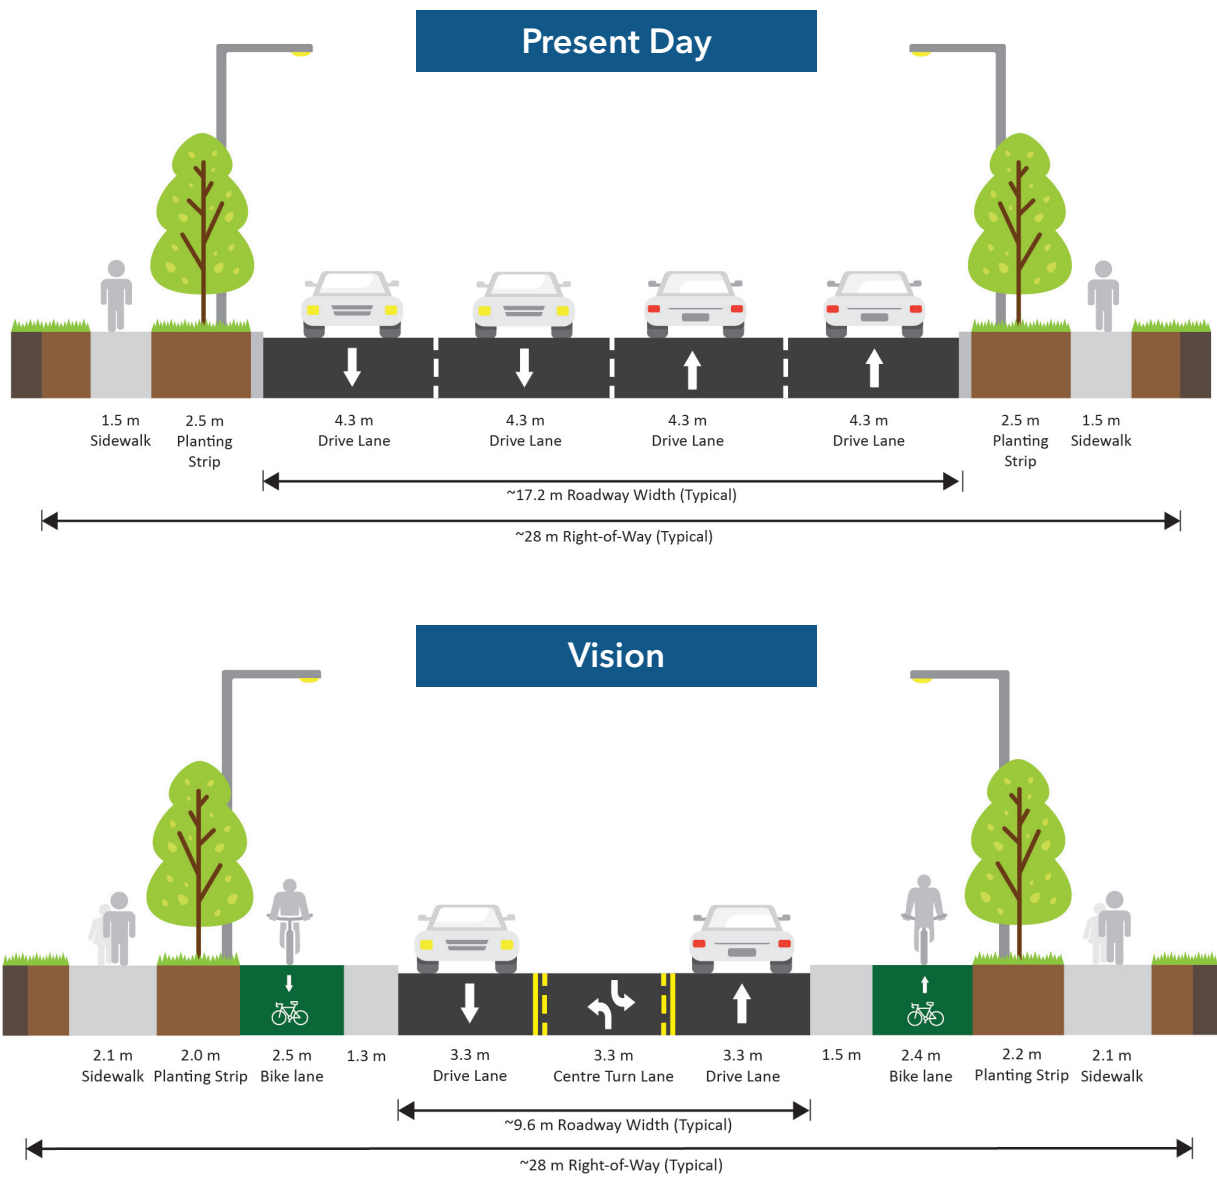 Present Day
1.5 m
Sidewalk
2.5 m
Planting
Strip
4.3 m
Drive Lane
4.3 m
Drive Lane
4.3 m
Drive Lane
4.3 m
Drive Lane
2.5 m
Planting
Strip
1.5 m
Sidewalk
~17.2 m Roadway Width (Typical)
~28 m Right-of-Way (Typical)
Vision
2.1 m
Sidewalk
2.0 m
Planting Strip
2.5 m
Bike lane
1.3 m
3.3 m
Drive Lane
3.3 m
Centre Turn Lane
3.3 m
Drive Lane
1.5 m
2.4 m
Bike lane
2.2 m
Planting Strip
2.1 m
Sidewalk
~9.6 m Roadway Width (Typical)
~28 m Right-of-Way (Typical)